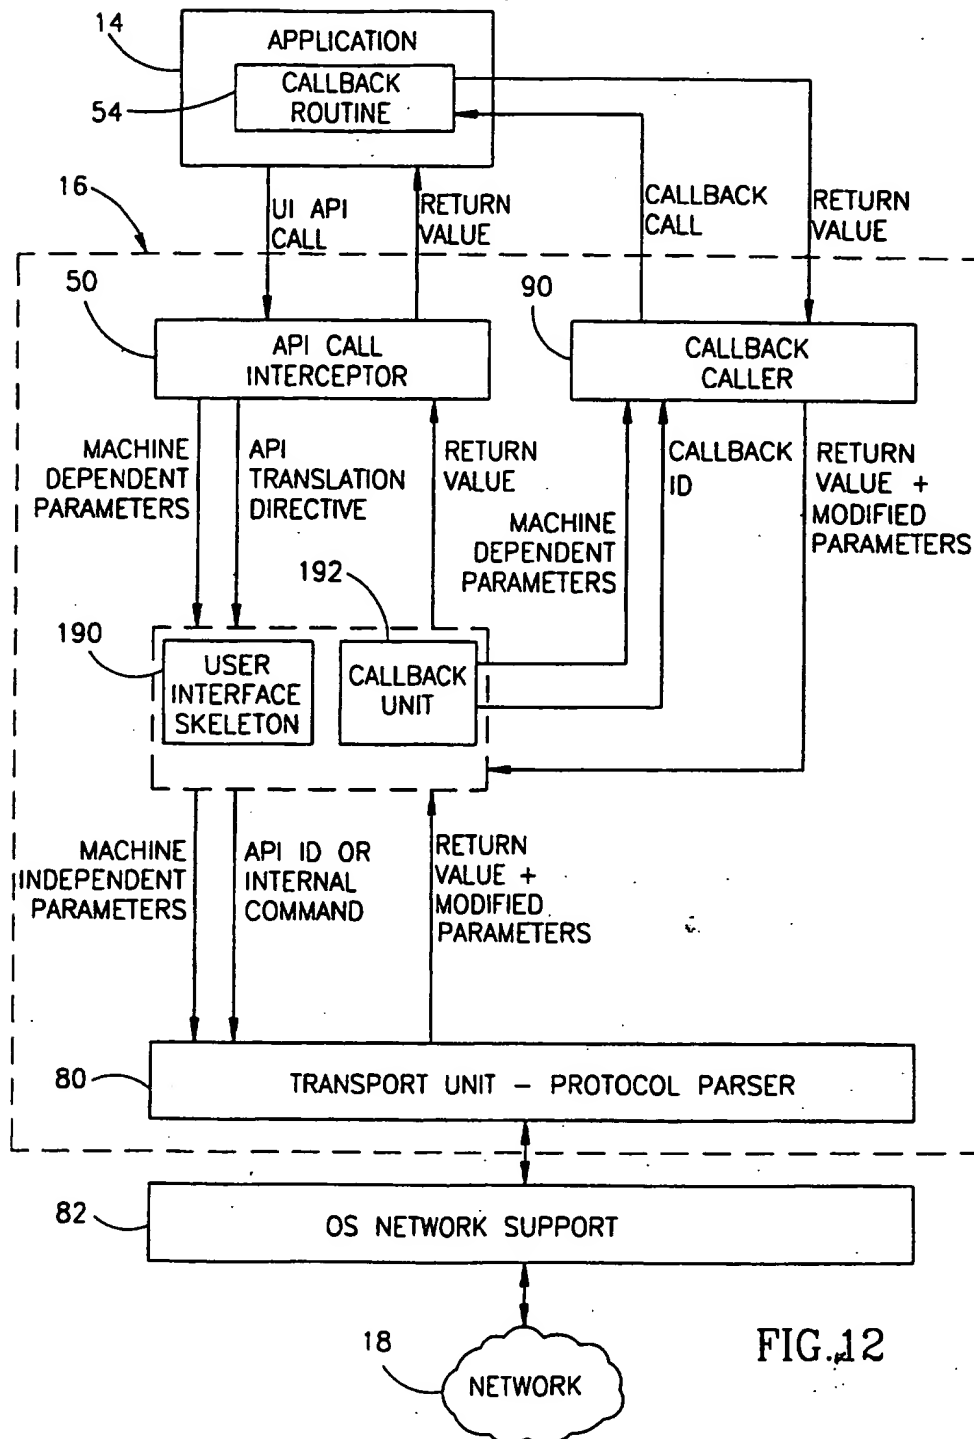 14
APPLICATION
54
CALLBACK
ROUTINE
16
UI API
CALL
RETURN
VALUE
CALLBACK
CALL
RETURN
VALUE
50
API CALL
INTERCEPTOR
90
CALLBACK
CALLER
MACHINE
DEPENDENT
PARAMETERS
API
TRANSLATION
DIRECTIVE
RETURN
VALUE
MACHINE
DEPENDENT
PARAMETERS
CALLBACK
ID
RETURN
VALUE +
MODIFIED
PARAMETERS
190
USER
INTERFACE
SKELETON
192
CALLBACK
UNIT
MACHINE
INDEPENDENT
PARAMETERS
API ID OR
INTERNAL
COMMAND
RETURN
VALUE +
MODIFIED
PARAMETERS
80
TRANSPORT UNIT – PROTOCOL PARSER
82
OS NETWORK SUPPORT
18
NETWORK
FIG.12